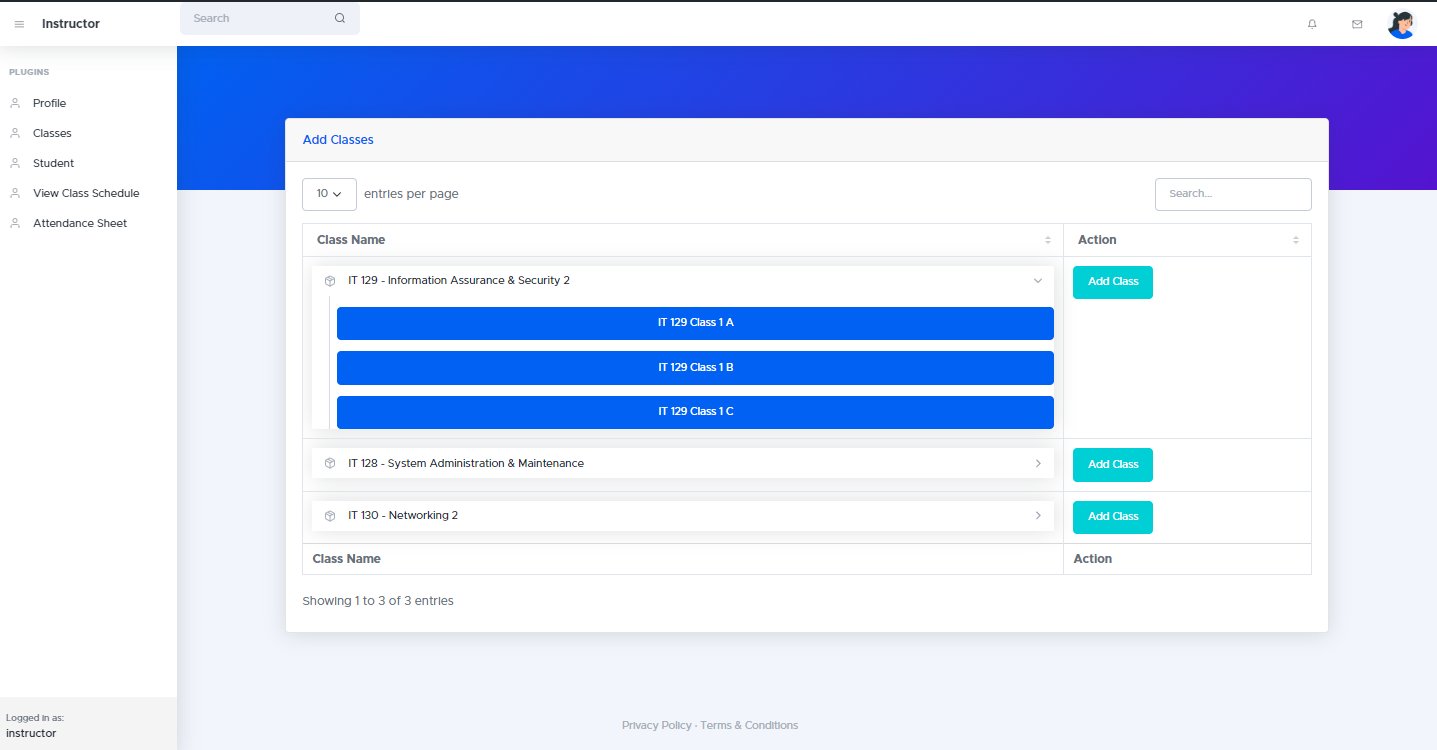 Instructor
Search
PLUGINS
Profile
Classes
Student
View Class Schedule
Attendance Sheet
Logged in as:
instructor
Add Classes
10 entries per page
Search...
Class Name Action
IT 129 - Information Assurance & Security 2 Add Class
IT 129 Class 1 A
IT 129 Class 1 B
IT 129 Class 1 C
IT 128 - System Administration & Maintenance Add Class
IT 130 - Networking 2 Add Class
Class Name Action
Showing 1 to 3 of 3 entries
Privacy Policy · Terms & Conditions